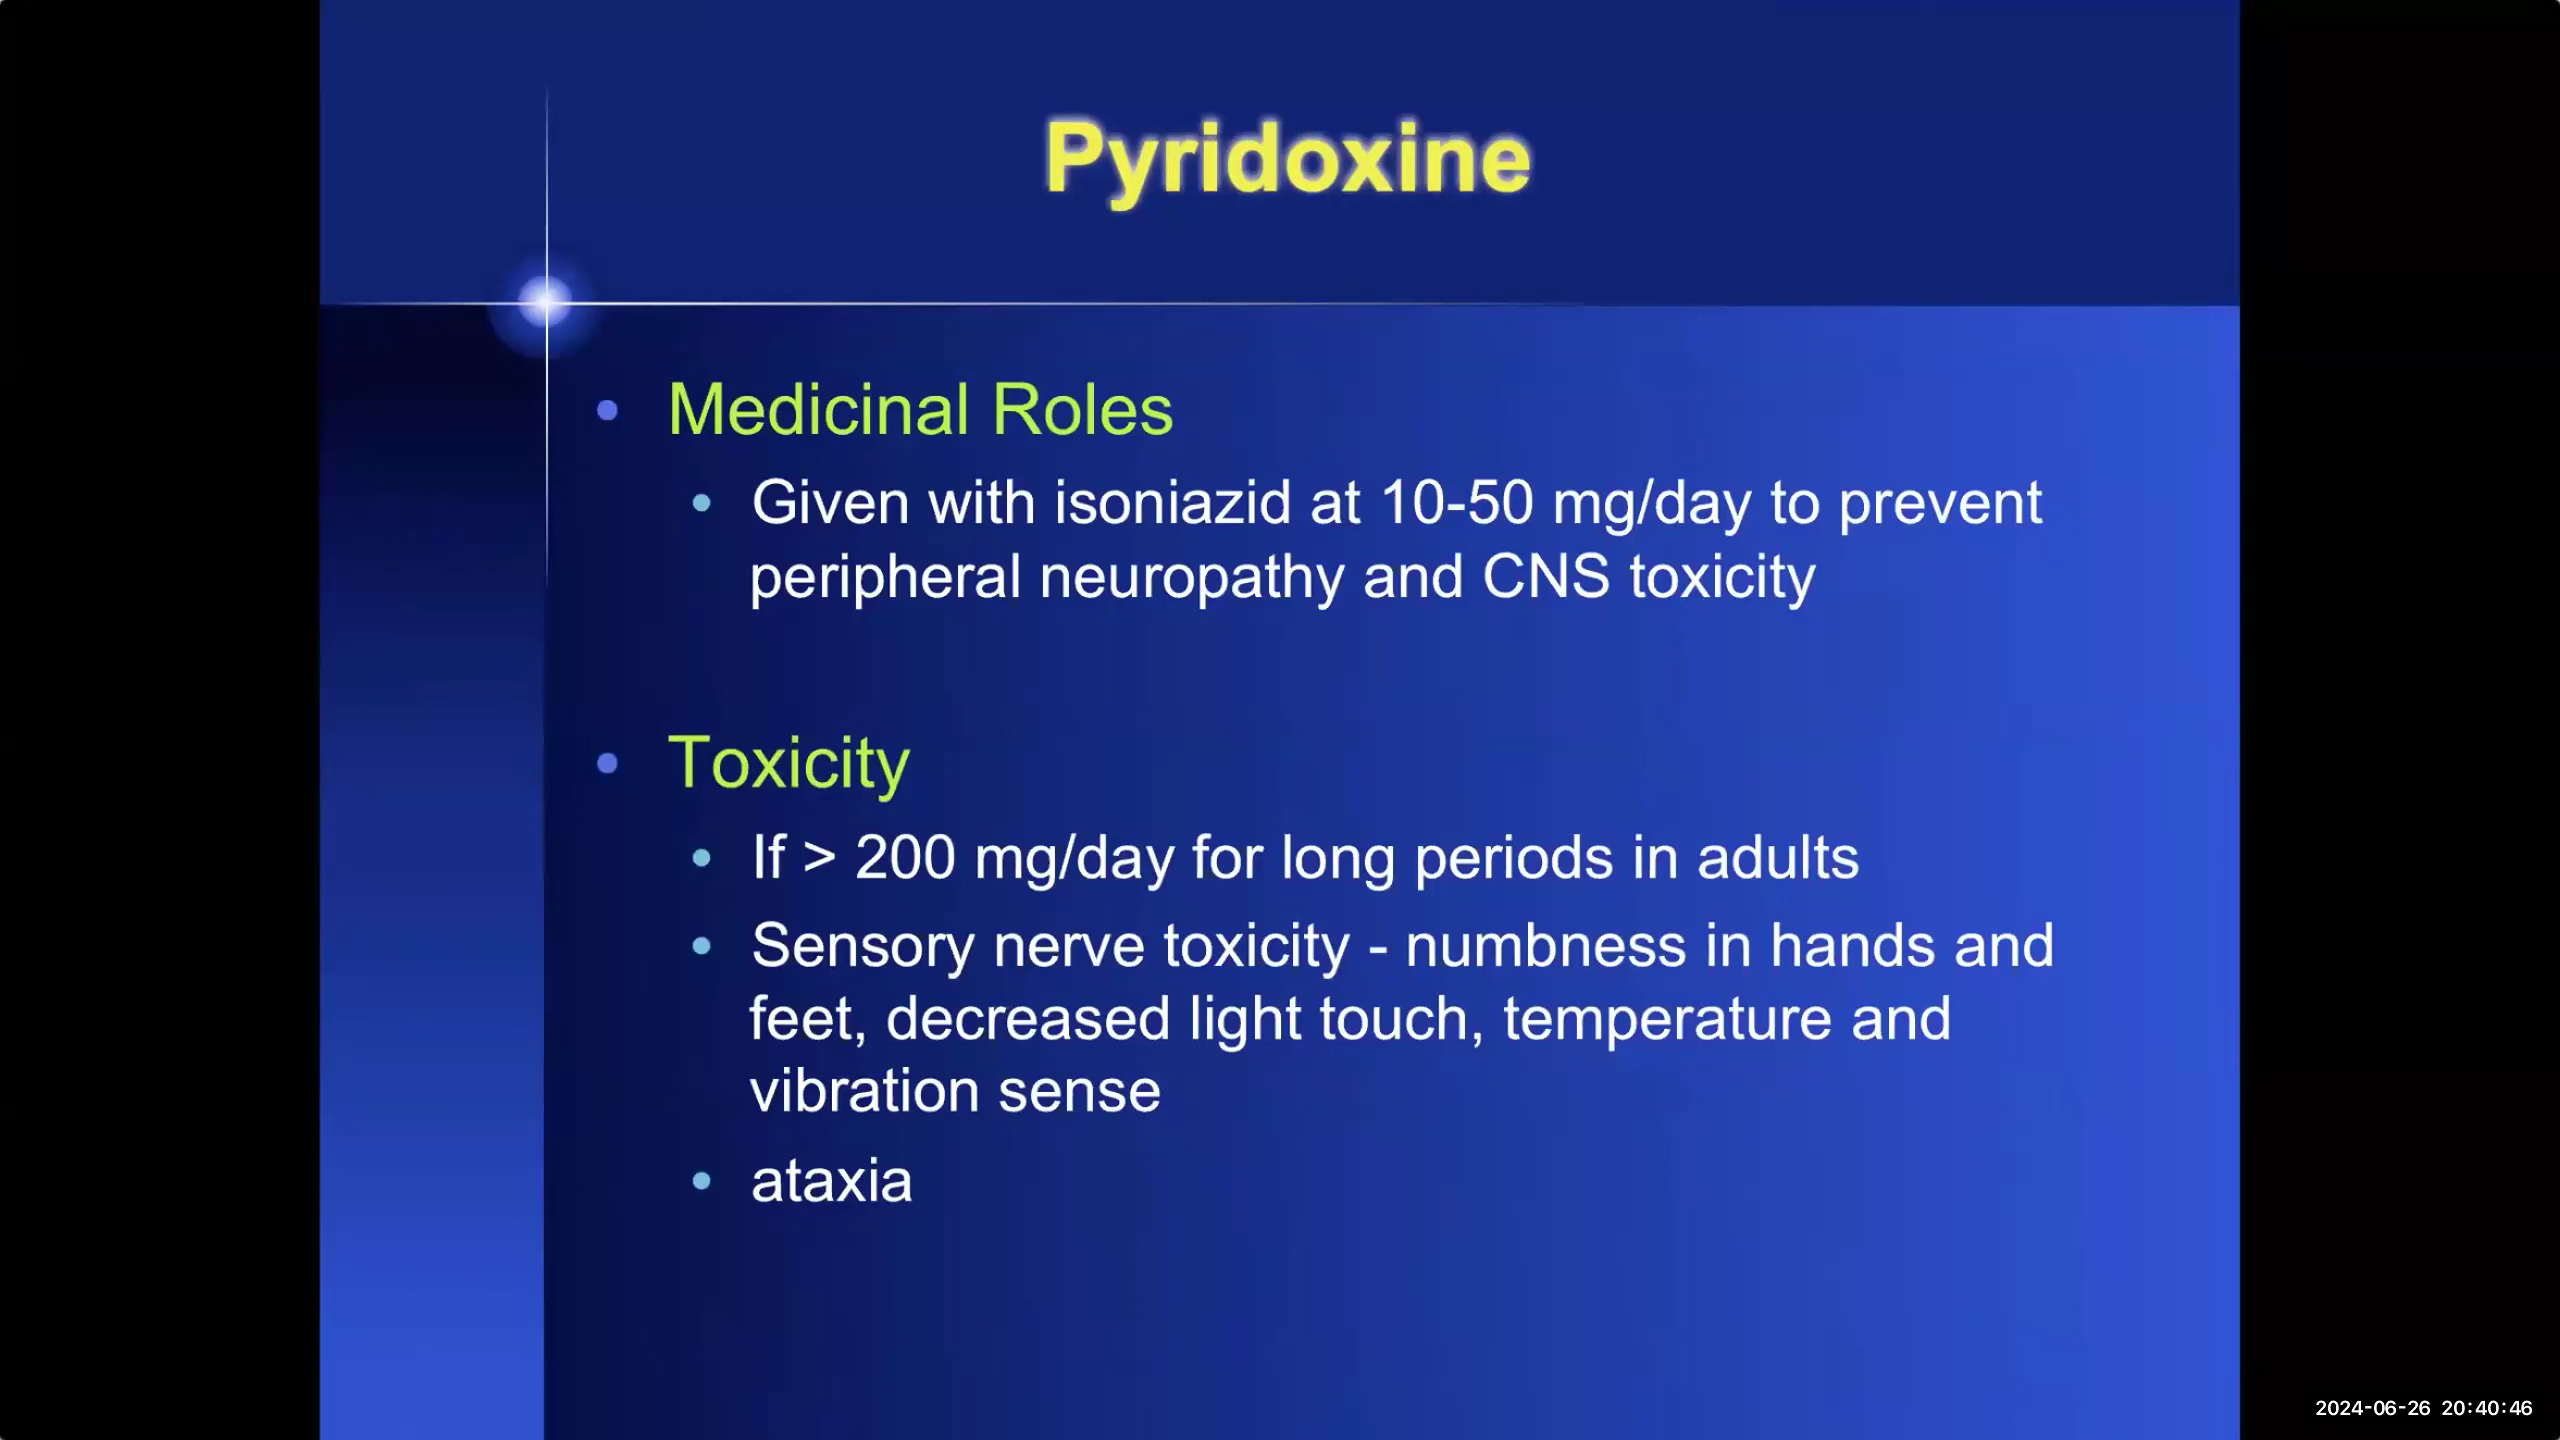 Pyridoxine
• Medicinal Roles
• Given with isoniazid at 10-50 mg/day to prevent
peripheral neuropathy and CNS toxicity
• Toxicity
• If > 200 mg/day for long periods in adults
• Sensory nerve toxicity - numbness in hands and
feet, decreased light touch, temperature and
vibration sense
• ataxia
2024-06-26 20:40:46